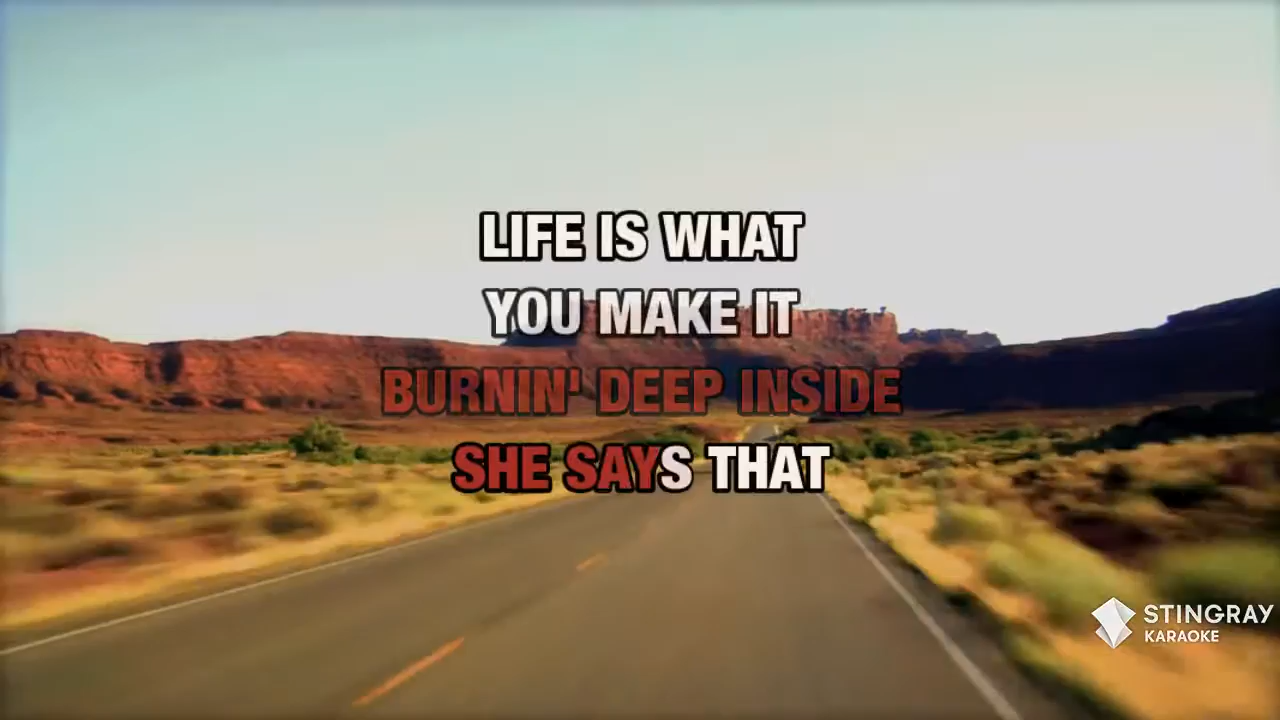 LIFE IS WHAT
YOU MAKE IT
BURNIN' DEEP INSIDE
SHE SAYS THAT
STINGRAY
KARAOKE